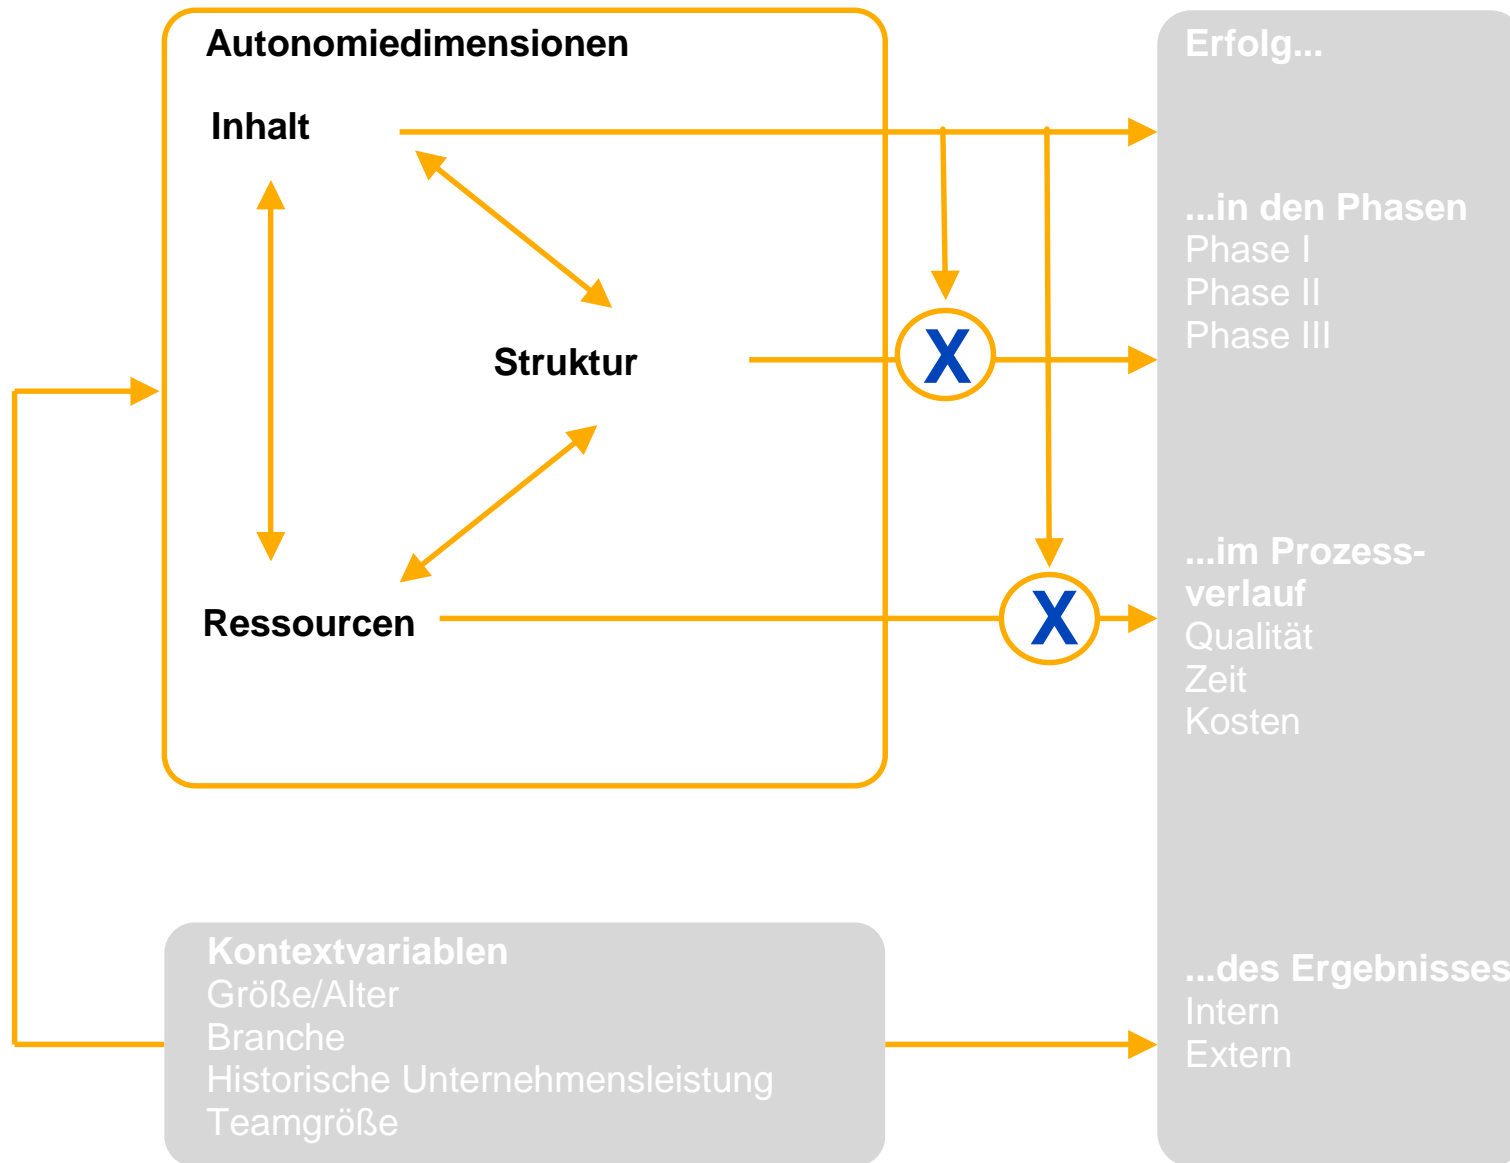 Autonomiedimensionen
Inhalt
Struktur
Ressourcen
X
X
Kontextvariablen
Größe/Alter
Branche
Historische Unternehmensleistung
Teamgröße
Erfolg...
...in den Phasen
Phase I
Phase II
Phase III
...im Prozess-
verlauf
Qualität
Zeit
Kosten
...des Ergebnisses
Intern
Extern